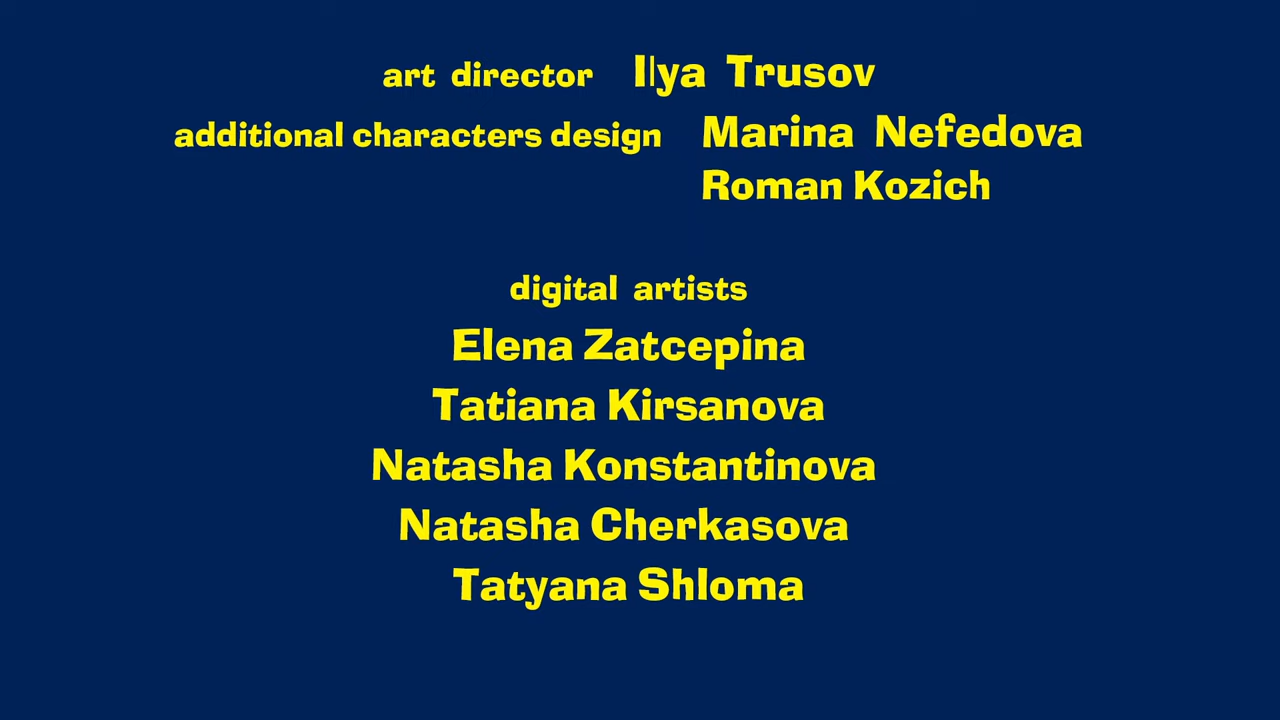 art director Ilya Trusov
additional characters design Marina Nefedova
Roman Kozich
digital artists
Elena Zatcepina
Tatiana Kirsanova
Natasha Konstantinova
Natasha Cherkasova
Tatyana Shloma